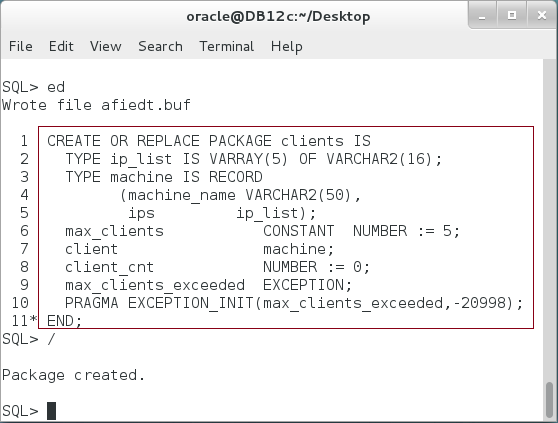 oracle@DB12c:~/Desktop
File Edit View Search Terminal Help
SQL> ed
Wrote file afiedt.buf
1 CREATE OR REPLACE PACKAGE clients IS
2 TYPE ip_list IS VARRAY(5) OF VARCHAR2(16);
3 TYPE machine IS RECORD
4 (machine_name VARCHAR2(50),
5 ips ip_list);
6 max_clients CONSTANT NUMBER := 5;
7 client machine;
8 client_cnt NUMBER := 0;
9 max_clients_exceeded EXCEPTION;
10 PRAGMA EXCEPTION_INIT(max_clients_exceeded,-20998);
11* END;
SQL> /
Package created.
SQL>